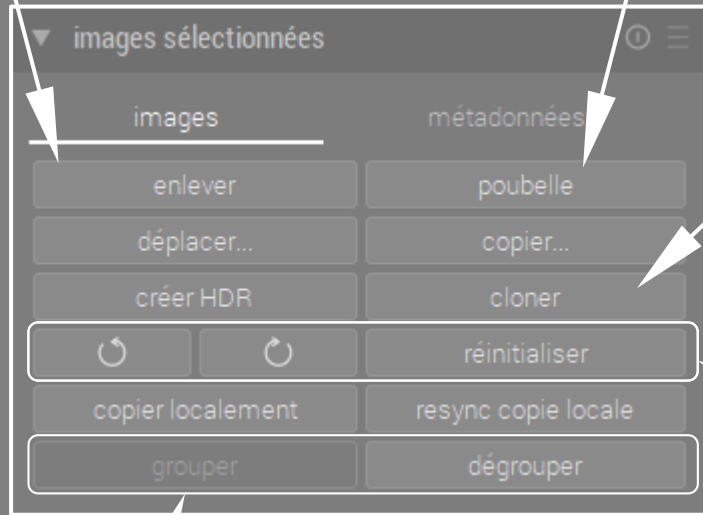 images sélectionnées
images métadonnées
enlever poubelle
déplacer... copier...
créer HDR cloner
réinitialiser
copier localement resync copie locale
grouper dégrouper